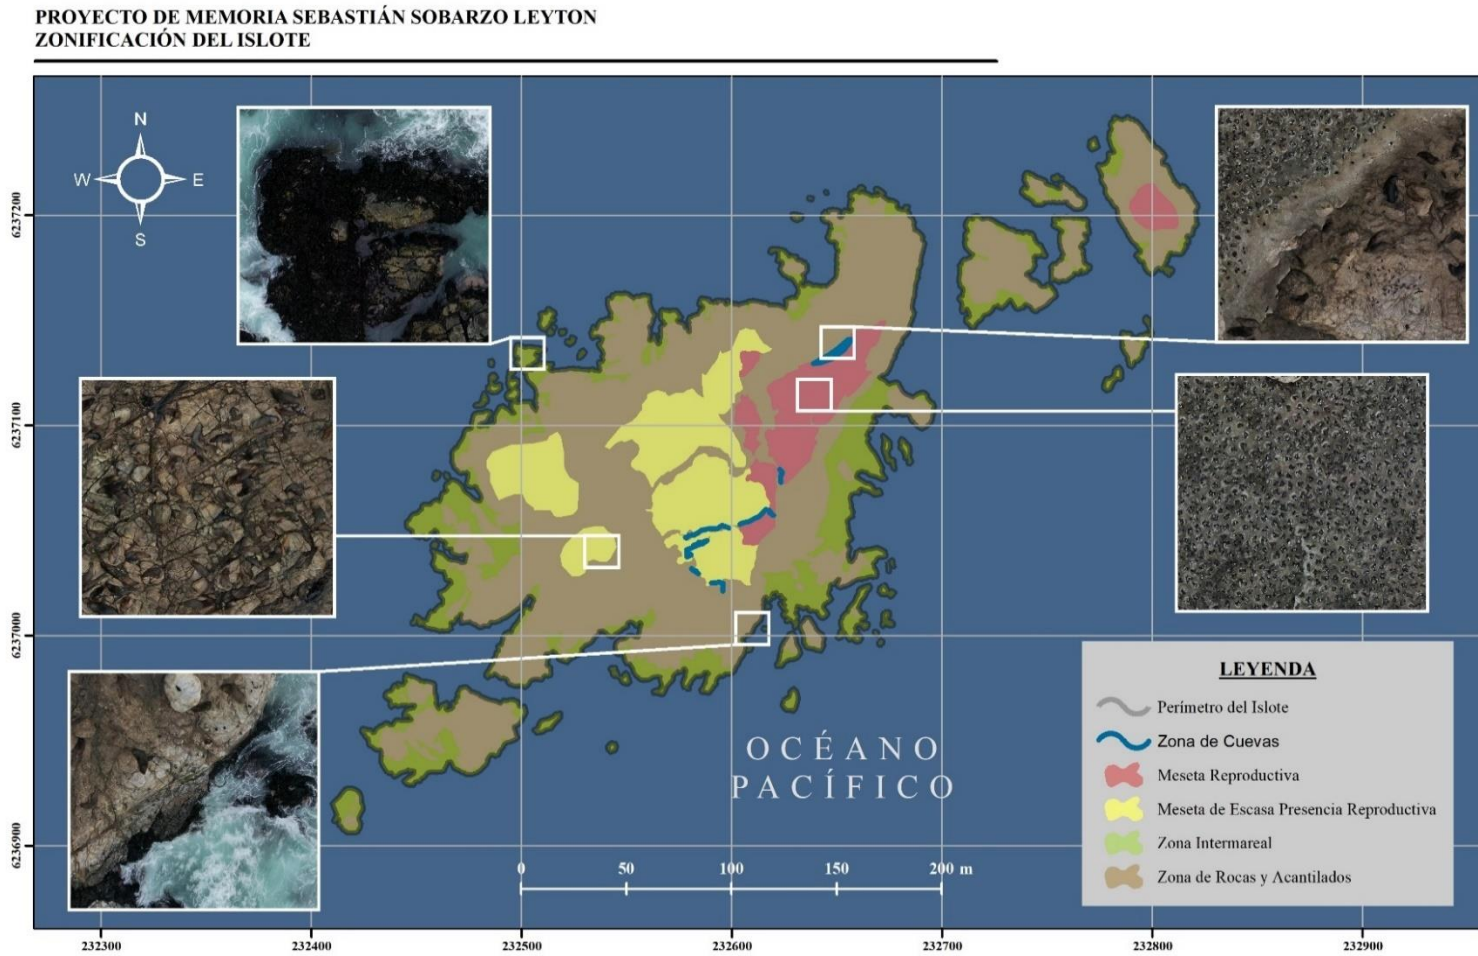 PROYECTO DE MEMORIA SEBASTIÁN SOBARZO LEYTON
ZONIFICACIÓN DEL ISLOTE
N
W
E
S
6237200
6237100
6237000
6236900
OCÉANO
PACÍFICO
0 50 100 150 200 m
LEYENDA
Perímetro del Islote
Zona de Cuevas
Meseta Reproductiva
Meseta de Escasa Presencia Reproductiva
Zona Intermareal
Zona de Rocas y Acantilados
232300 232400 232500 232600 232700 232800 232900